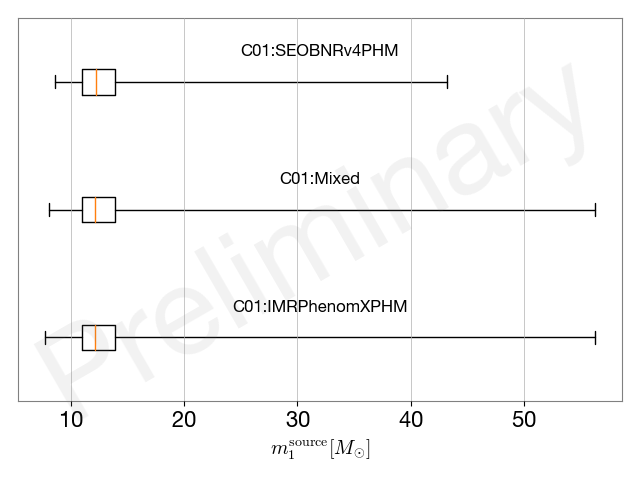 C01:SEOBNRv4PHM
C01:Mixed
C01:IMRPhenomXPHM
Preliminary
10 20 30 40 50
m₁^source [M⊙]